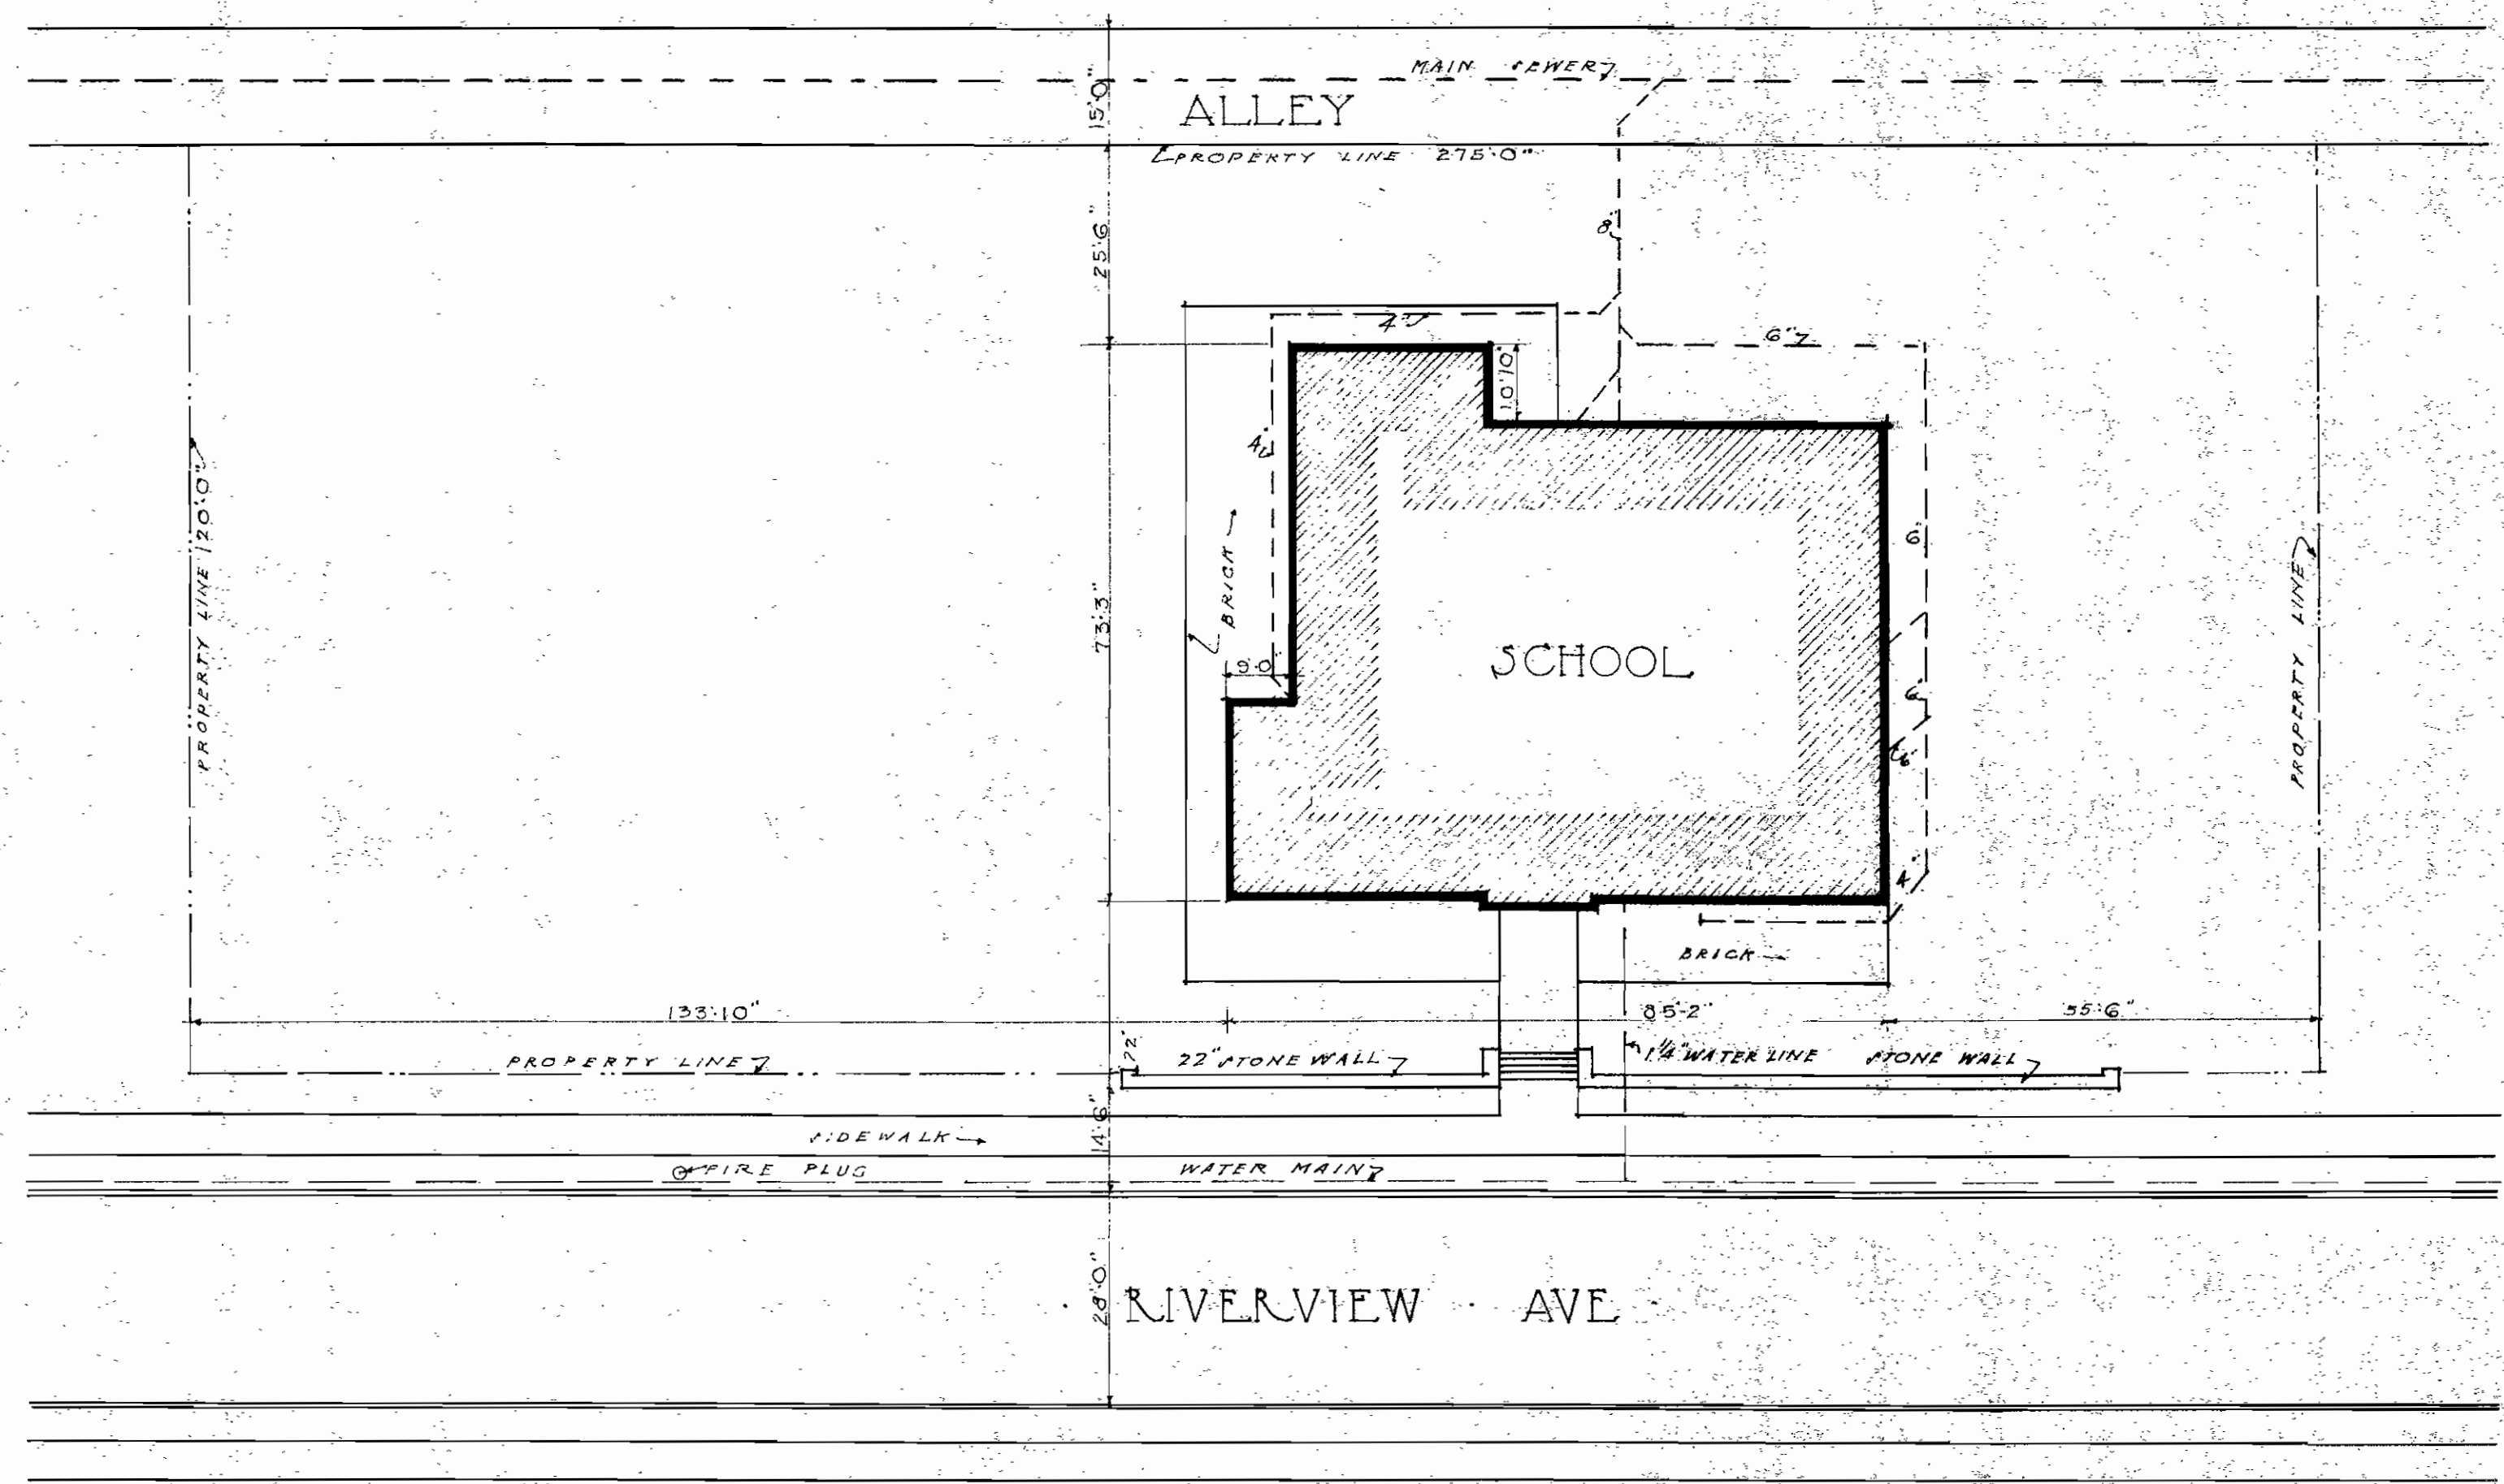 MAIN SEWER
15'.0"
ALLEY
PROPERTY LINE 275'.0"
25'.6"
8"
4"
6"
10'.10"
4"
PROPERTY LINE 120'.0"
BRICK
6"
PROPERTY LINE
73'.3"
SCHOOL
9'.0"
6"
6"
4"
BRICK
133'.10"
85'-2"
55'.6"
PROPERTY LINE
22"
22" STONE WALL
1¼" WATER LINE
STONE WALL
14'.6"
SIDEWALK
FIRE PLUG
WATER MAIN
28'.0"
· RIVERVIEW · AVE ·